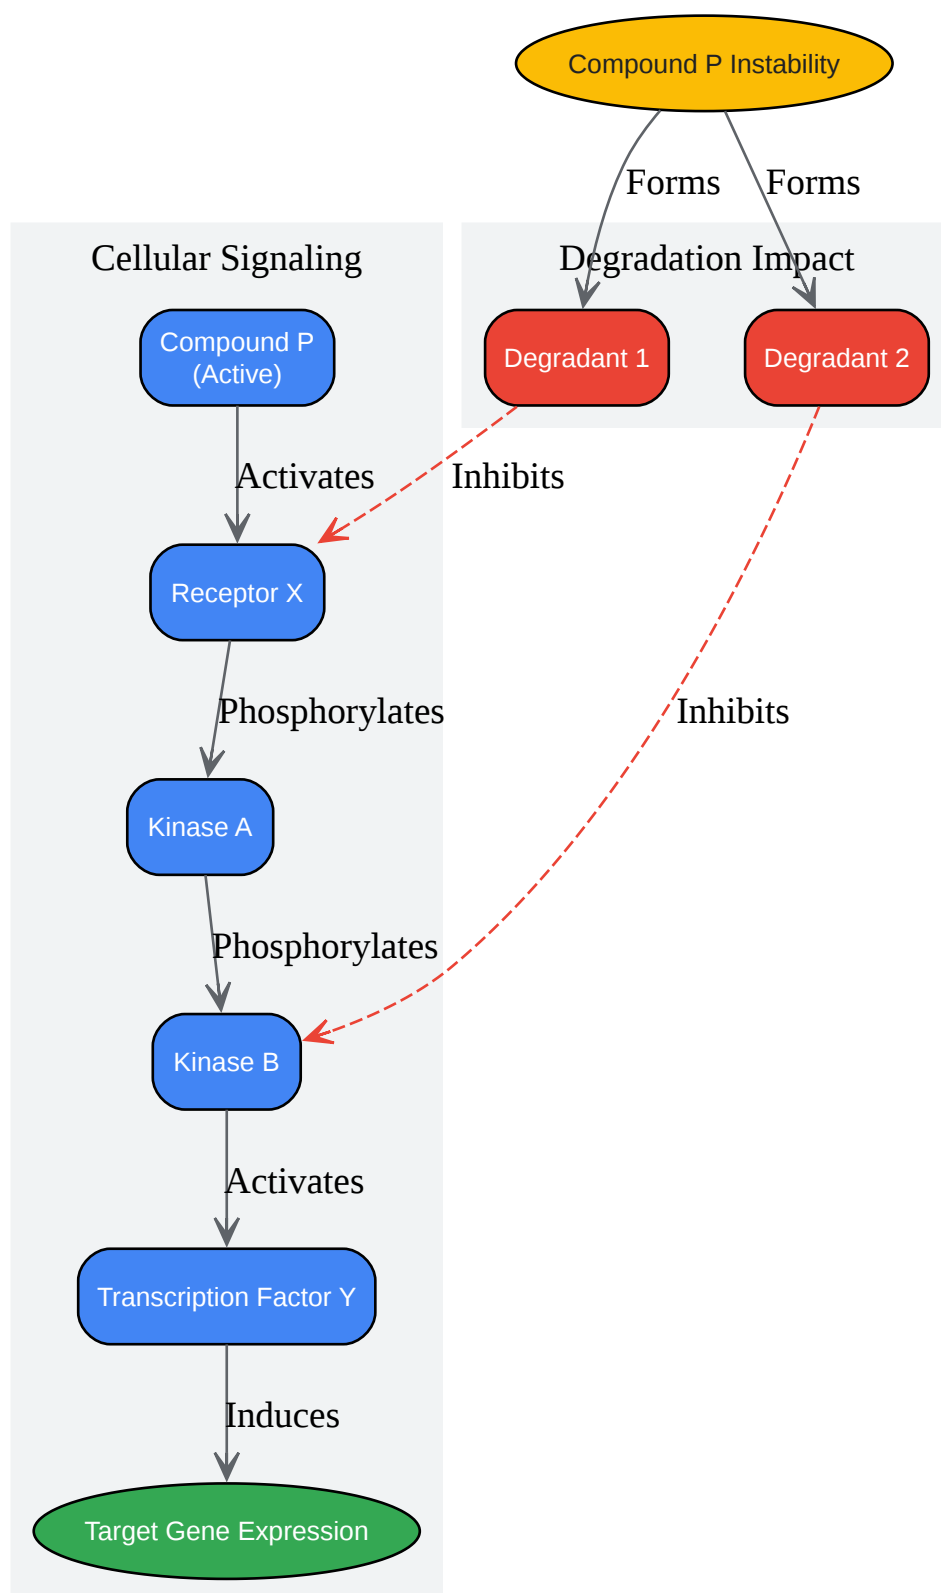 Compound P Instability
Forms
Forms
Cellular Signaling
Degradation Impact
Compound P
(Active)
Degradant 1
Degradant 2
Activates
Inhibits
Receptor X
Phosphorylates
Inhibits
Kinase A
Phosphorylates
Kinase B
Activates
Transcription Factor Y
Induces
Target Gene Expression